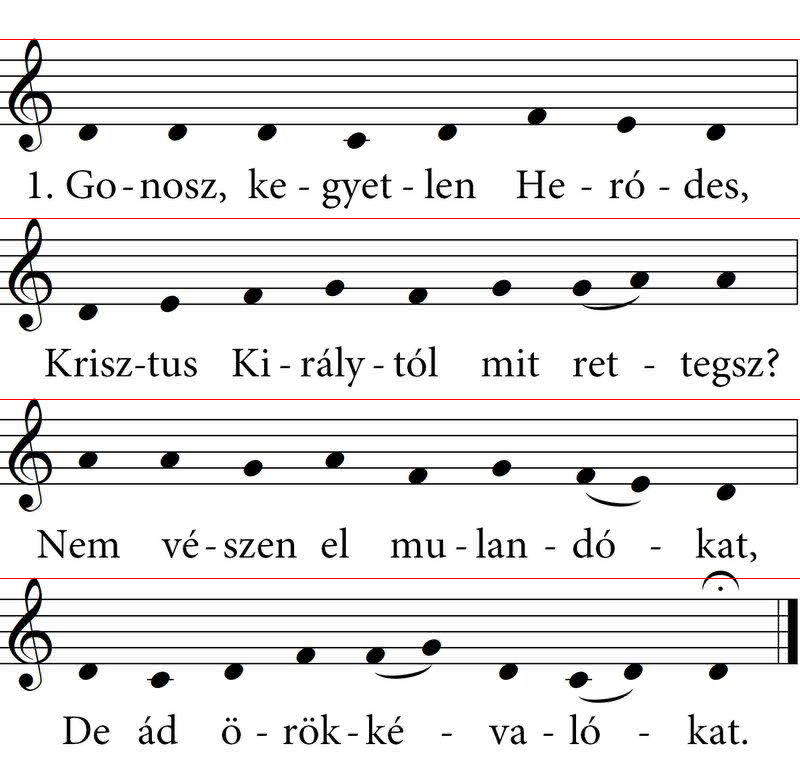 1. Go - nosz, ke - gyet - len He - ró - des,
Krisz-tus Ki - rály - tól mit ret - tegsz?
Nem vé - szen el mu - lan - dó - kat,
De ád ö - rök - ké - va - ló - kat.